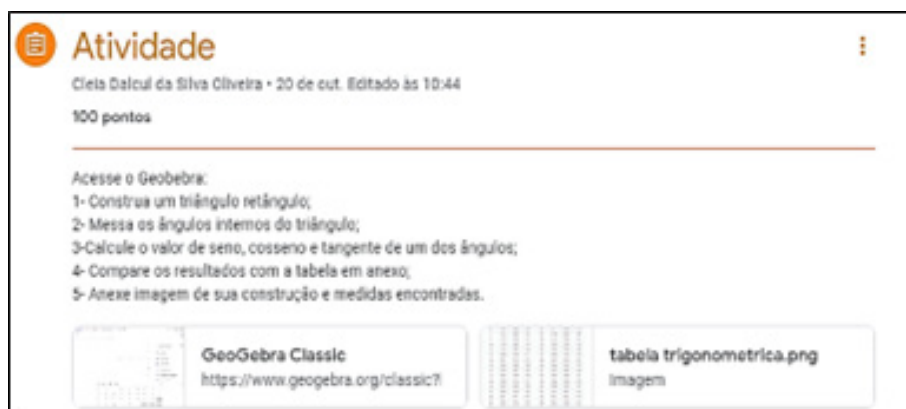 Atividade
Cleia Dalcul da Silva Oliveira • 20 de out. Editado às 10:44
100 pontos
Acesse o Geobebra:
1- Construa um triângulo retângulo;
2- Messa os ângulos internos do triângulo;
3-Calcule o valor de seno, cosseno e tangente de um dos ângulos;
4- Compare os resultados com a tabela em anexo;
5- Anexe imagem de sua construção e medidas encontradas.
GeoGebra Classic
https://www.geogebra.org/classic?l
tabela trigonometrica.png
Imagem